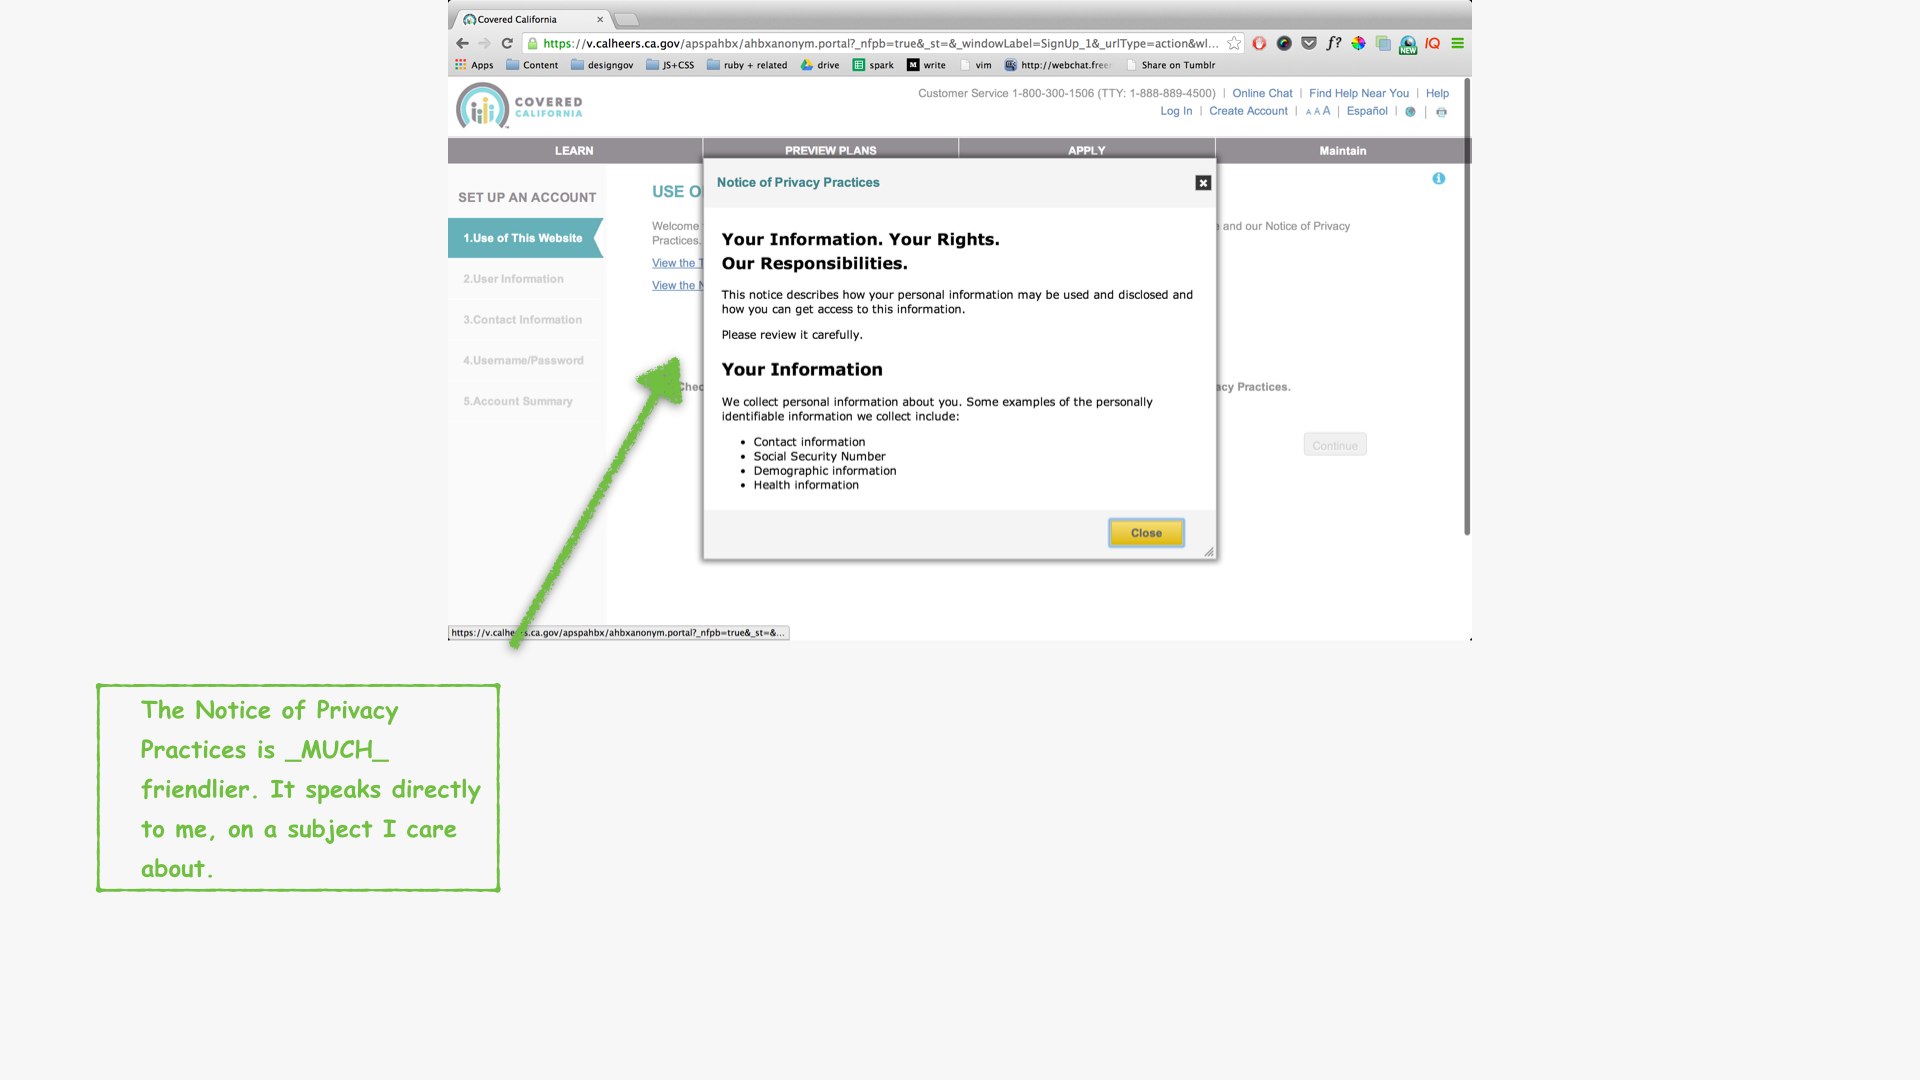 Covered California
https://v.calheers.ca.gov/apspahbx/ahbxanonym.portal?_nfpb=true&_st=&_windowLabel=SignUp_1&_urlType=action&wl...
f?
NEW
IQ
Apps Content designgov JS+CSS ruby + related drive spark write vim http://webchat.free Share on Tumblr
COVERED
CALIFORNIA
Customer Service 1-800-300-1506 (TTY: 1-888-889-4500) | Online Chat | Find Help Near You | Help
Log In | Create Account | A A A | Español | |
LEARN PREVIEW PLANS APPLY Maintain
SET UP AN ACCOUNT
1.Use of This Website
2.User Information
3.Contact Information
4.Username/Password
5.Account Summary
USE O
Welcome
and our Notice of Privacy
Practices.
View the T
View the N
Chec
acy Practices.
Continue
Notice of Privacy Practices
Your Information. Your Rights.
Our Responsibilities.
This notice describes how your personal information may be used and disclosed and
how you can get access to this information.
Please review it carefully.
Your Information
We collect personal information about you. Some examples of the personally
identifiable information we collect include:
• Contact information
• Social Security Number
• Demographic information
• Health information
Close
https://v.calhe s.ca.gov/apspahbx/ahbxanonym.portal?_nfpb=true&_st=&...
The Notice of Privacy
Practices is _MUCH_
friendlier. It speaks directly
to me, on a subject I care
about.